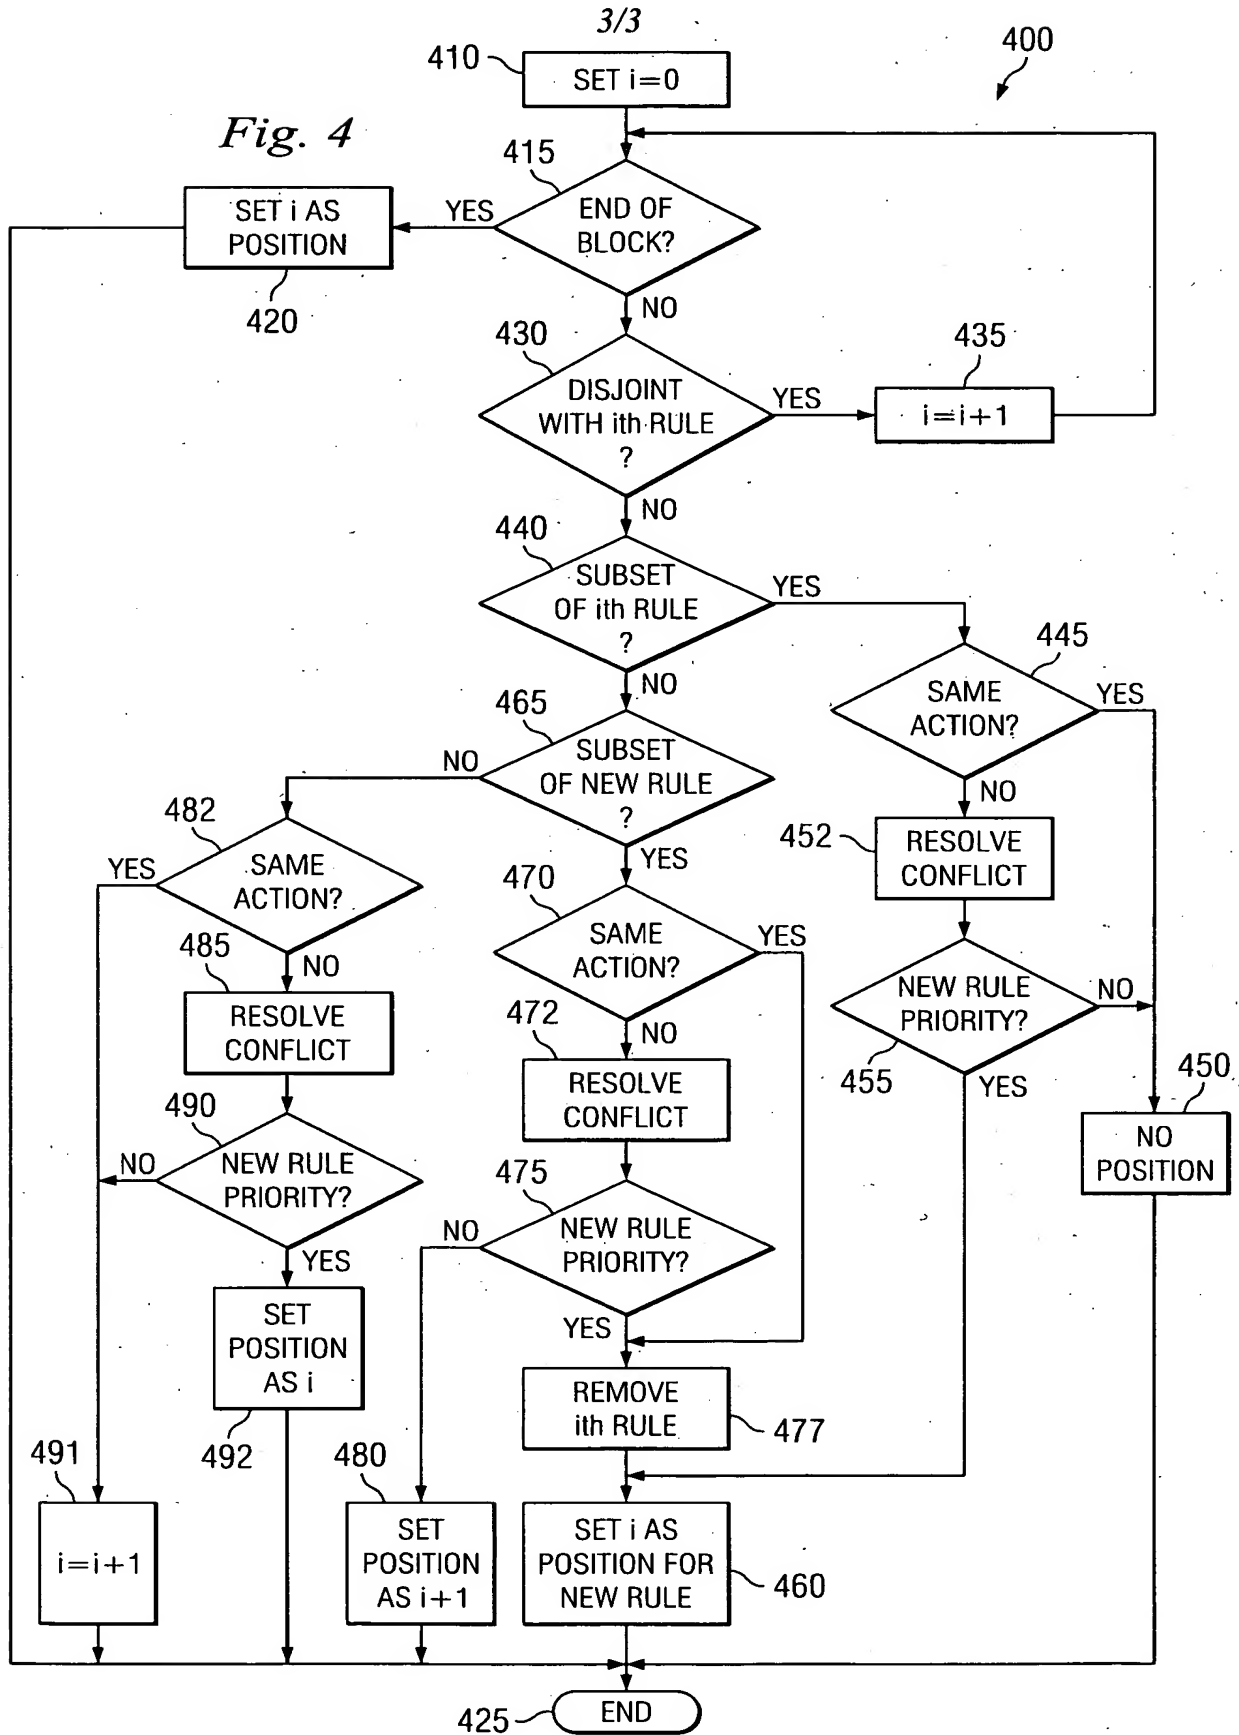 3/3
410
SET i=0
400
Fig. 4
415
END OF
BLOCK?
YES
SET i AS
POSITION
420
NO
430
DISJOINT
WITH ith RULE
?
YES
435
i=i+1
NO
440
SUBSET
OF ith RULE
?
YES
445
SAME
ACTION?
YES
NO
465
SUBSET
OF NEW RULE
?
NO
NO
452
RESOLVE
CONFLICT
482
SAME
ACTION?
YES
YES
470
SAME
ACTION?
YES
NEW RULE
PRIORITY?
NO
455
YES
485
NO
RESOLVE
CONFLICT
472
NO
RESOLVE
CONFLICT
450
NO
POSITION
490
NEW RULE
PRIORITY?
NO
YES
475
NEW RULE
PRIORITY?
NO
YES
SET
POSITION
AS i
492
REMOVE
ith RULE
477
491
i=i+1
480
SET
POSITION
AS i+1
SET i AS
POSITION FOR
NEW RULE
460
425
END